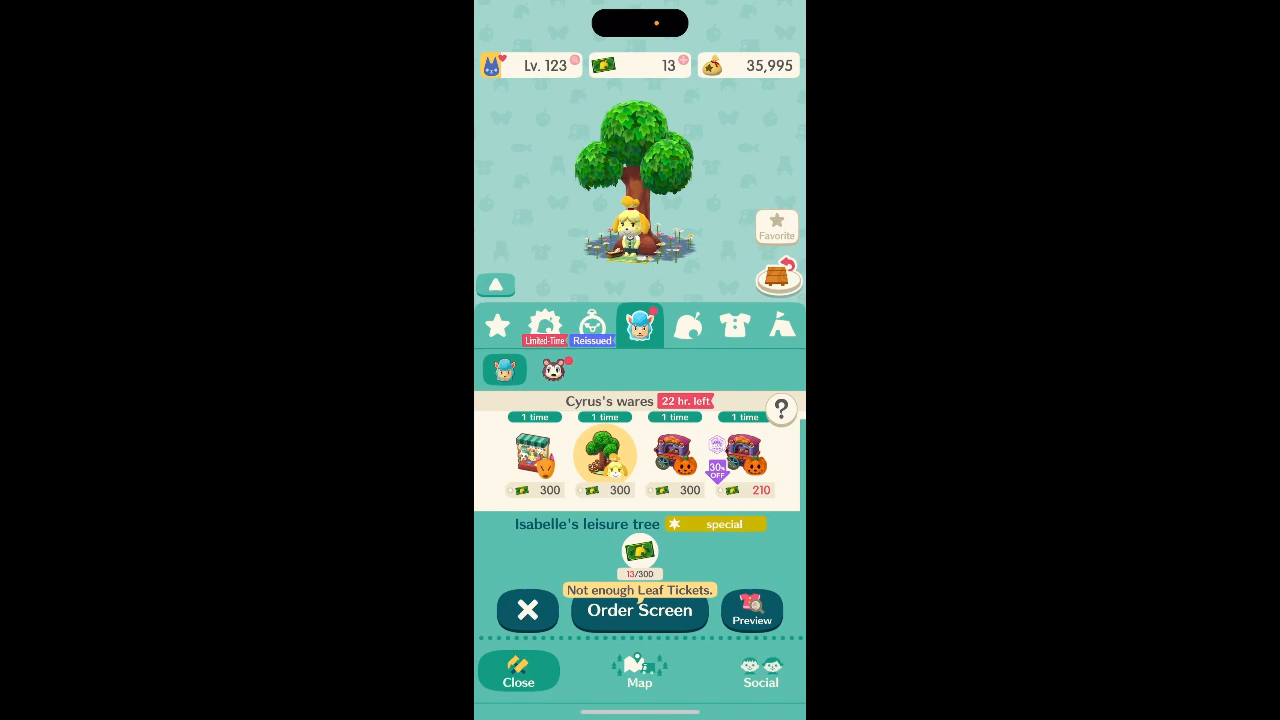 Lv. 123
13
35,995
Favorite
Limited-Time
Reissued
Cyrus's wares 22 hr. left
?
1 time
1 time
1 time
1 time
30% OFF
300
300
300
210
Isabelle's leisure tree special
13/300
Not enough Leaf Tickets.
Order Screen
Preview
Close
Map
Social